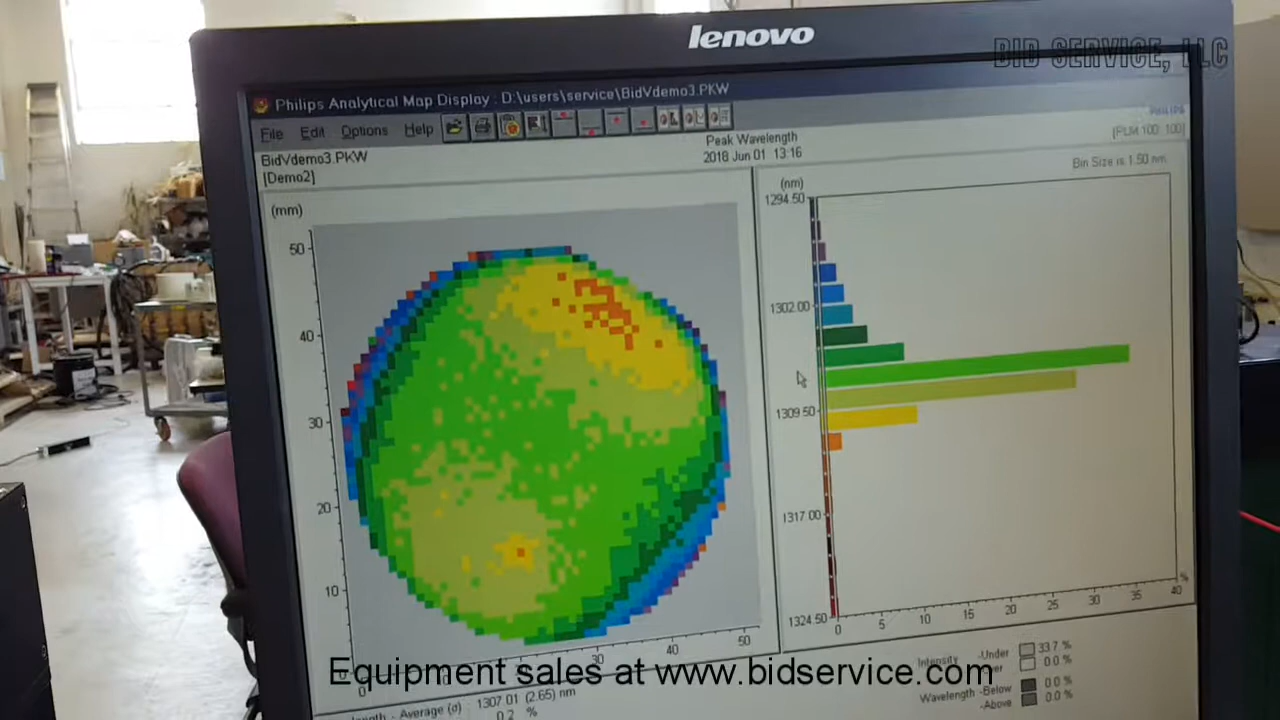 lenovo
BID SERVICE, LLC
Philips Analytical Map Display : D:\users\service\BidVdemo3.PKW
File Edit Options Help
PHILIPS
BidVdemo3.PKW
Peak Wavelength
[PLM 100: 100]
[Demo2]
2018 Jun 01 13:16
Bin Size is 1.50 nm
(mm)
50
40
30
20
10
0
30
40
50
(nm)
1294.50
1302.00
1309.50
1317.00
1324.50
0 5 10 15 20 25 30 35 40 %
Intensity -Under 33.7 %
0.0 %
Wavelength -Below 0.0 %
-Above 0.0 %
Equipment sales at www.bidservice.com
- Average (σ) : 1307.01 (2.65) nm
0.2 %